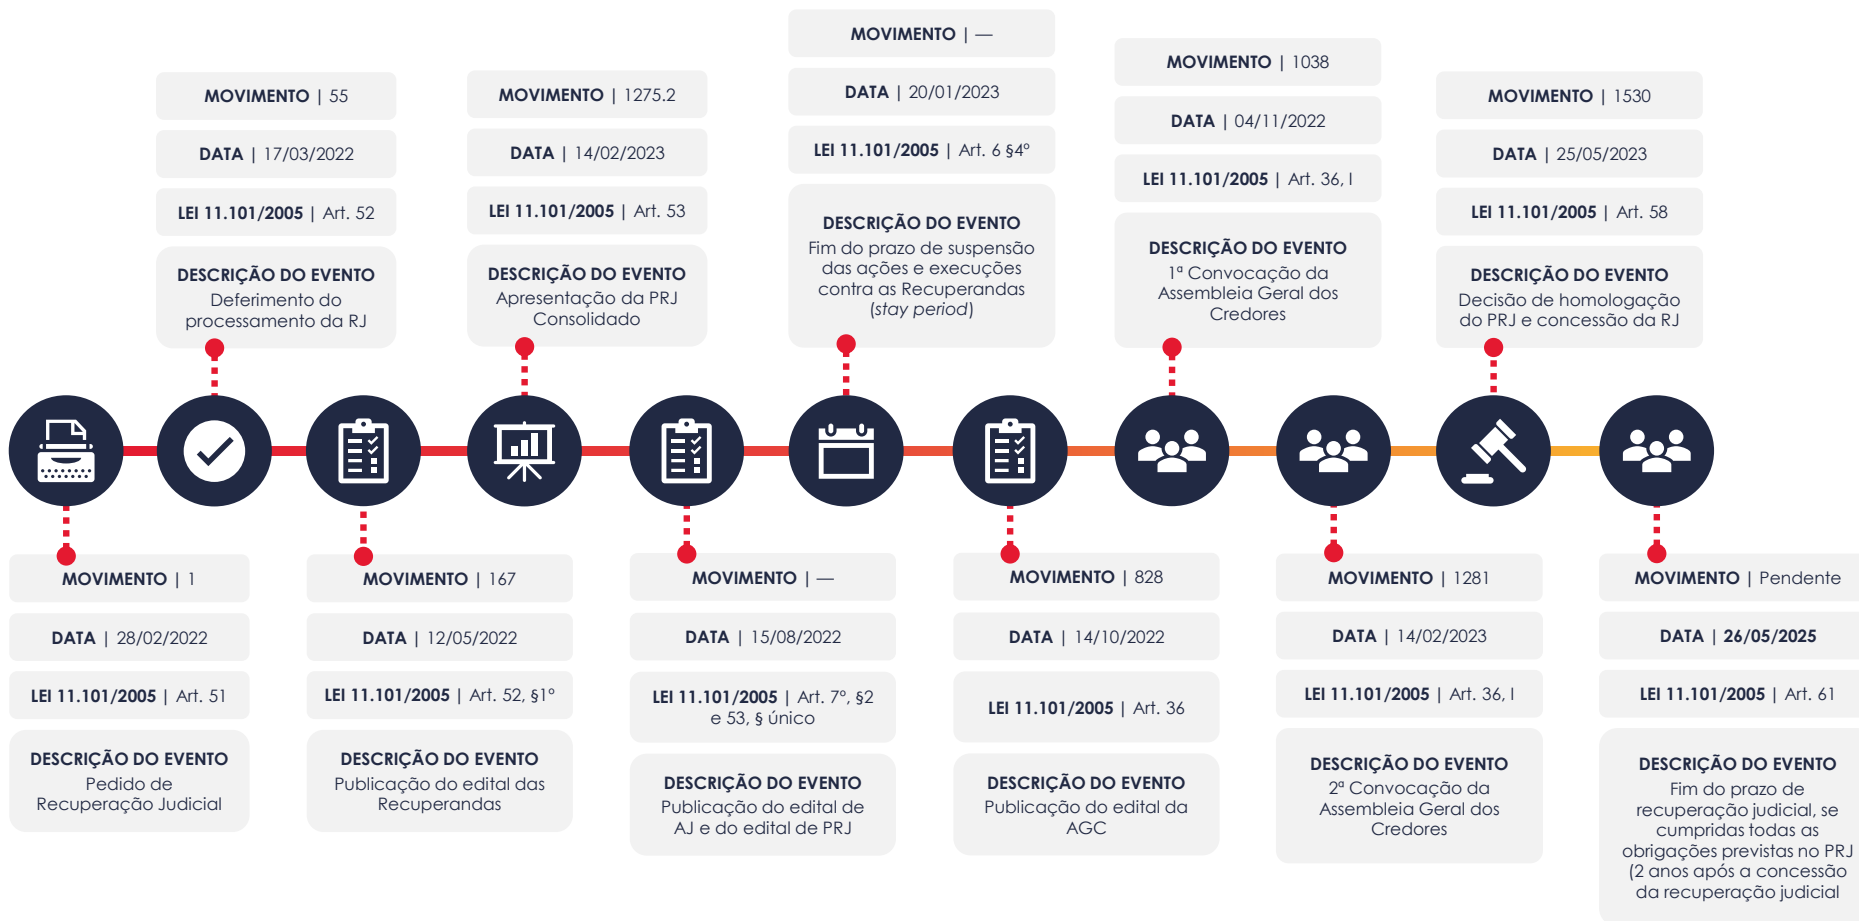 MOVIMENTO | 1
DATA | 28/02/2022
LEI 11.101/2005 | Art. 51
DESCRIÇÃO DO EVENTO
Pedido de
Recuperação Judicial
MOVIMENTO | 55
DATA | 17/03/2022
LEI 11.101/2005 | Art. 52
DESCRIÇÃO DO EVENTO
Deferimento do
processamento da RJ
MOVIMENTO | 167
DATA | 12/05/2022
LEI 11.101/2005 | Art. 52, §1º
DESCRIÇÃO DO EVENTO
Publicação do edital das
Recuperandas
MOVIMENTO | 1275.2
DATA | 14/02/2023
LEI 11.101/2005 | Art. 53
DESCRIÇÃO DO EVENTO
Apresentação da PRJ
Consolidado
MOVIMENTO | —
DATA | 15/08/2022
LEI 11.101/2005 | Art. 7º, §2
e 53, § único
DESCRIÇÃO DO EVENTO
Publicação do edital de
AJ e do edital de PRJ
MOVIMENTO | —
DATA | 20/01/2023
LEI 11.101/2005 | Art. 6 §4º
DESCRIÇÃO DO EVENTO
Fim do prazo de suspensão
das ações e execuções
contra as Recuperandas
(stay period)
MOVIMENTO | 828
DATA | 14/10/2022
LEI 11.101/2005 | Art. 36
DESCRIÇÃO DO EVENTO
Publicação do edital da
AGC
MOVIMENTO | 1038
DATA | 04/11/2022
LEI 11.101/2005 | Art. 36, I
DESCRIÇÃO DO EVENTO
1ª Convocação da
Assembleia Geral dos
Credores
MOVIMENTO | 1281
DATA | 14/02/2023
LEI 11.101/2005 | Art. 36, I
DESCRIÇÃO DO EVENTO
2ª Convocação da
Assembleia Geral dos
Credores
MOVIMENTO | 1530
DATA | 25/05/2023
LEI 11.101/2005 | Art. 58
DESCRIÇÃO DO EVENTO
Decisão de homologação
do PRJ e concessão da RJ
MOVIMENTO | Pendente
DATA | 26/05/2025
LEI 11.101/2005 | Art. 61
DESCRIÇÃO DO EVENTO
Fim do prazo de
recuperação judicial, se
cumpridas todas as
obrigações previstas no PRJ
(2 anos após a concessão
da recuperação judicial